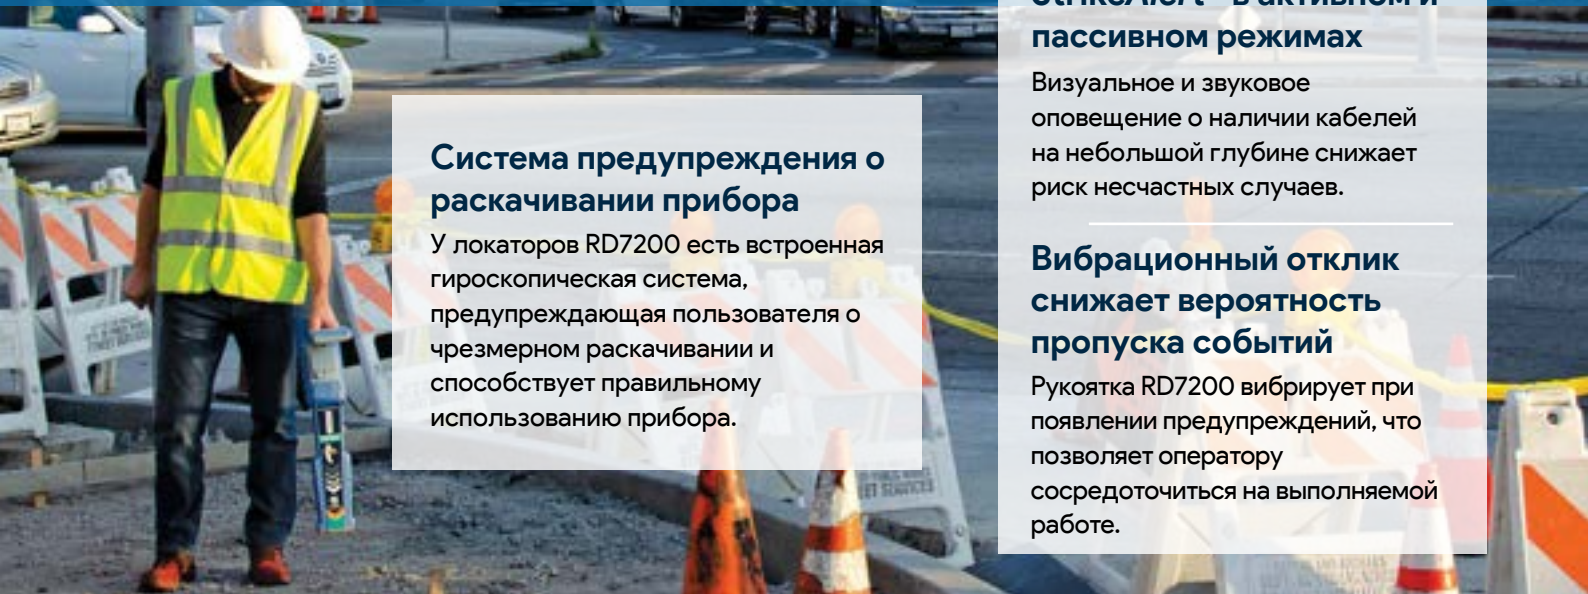 Система предупреждения о
раскачивании прибора
У локаторов RD7200 есть встроенная
гироскопическая система,
предупреждающая пользователя о
чрезмерном раскачивании и
способствует правильному
использованию прибора.
StrikeAlert в активном и
пассивном режимах
Визуальное и звуковое
оповещение о наличии кабелей
на небольшой глубине снижает
риск несчастных случаев.
Вибрационный отклик
снижает вероятность
пропуска событий
Рукоятка RD7200 вибрирует при
появлении предупреждений, что
позволяет оператору
сосредоточиться на выполняемой
работе.